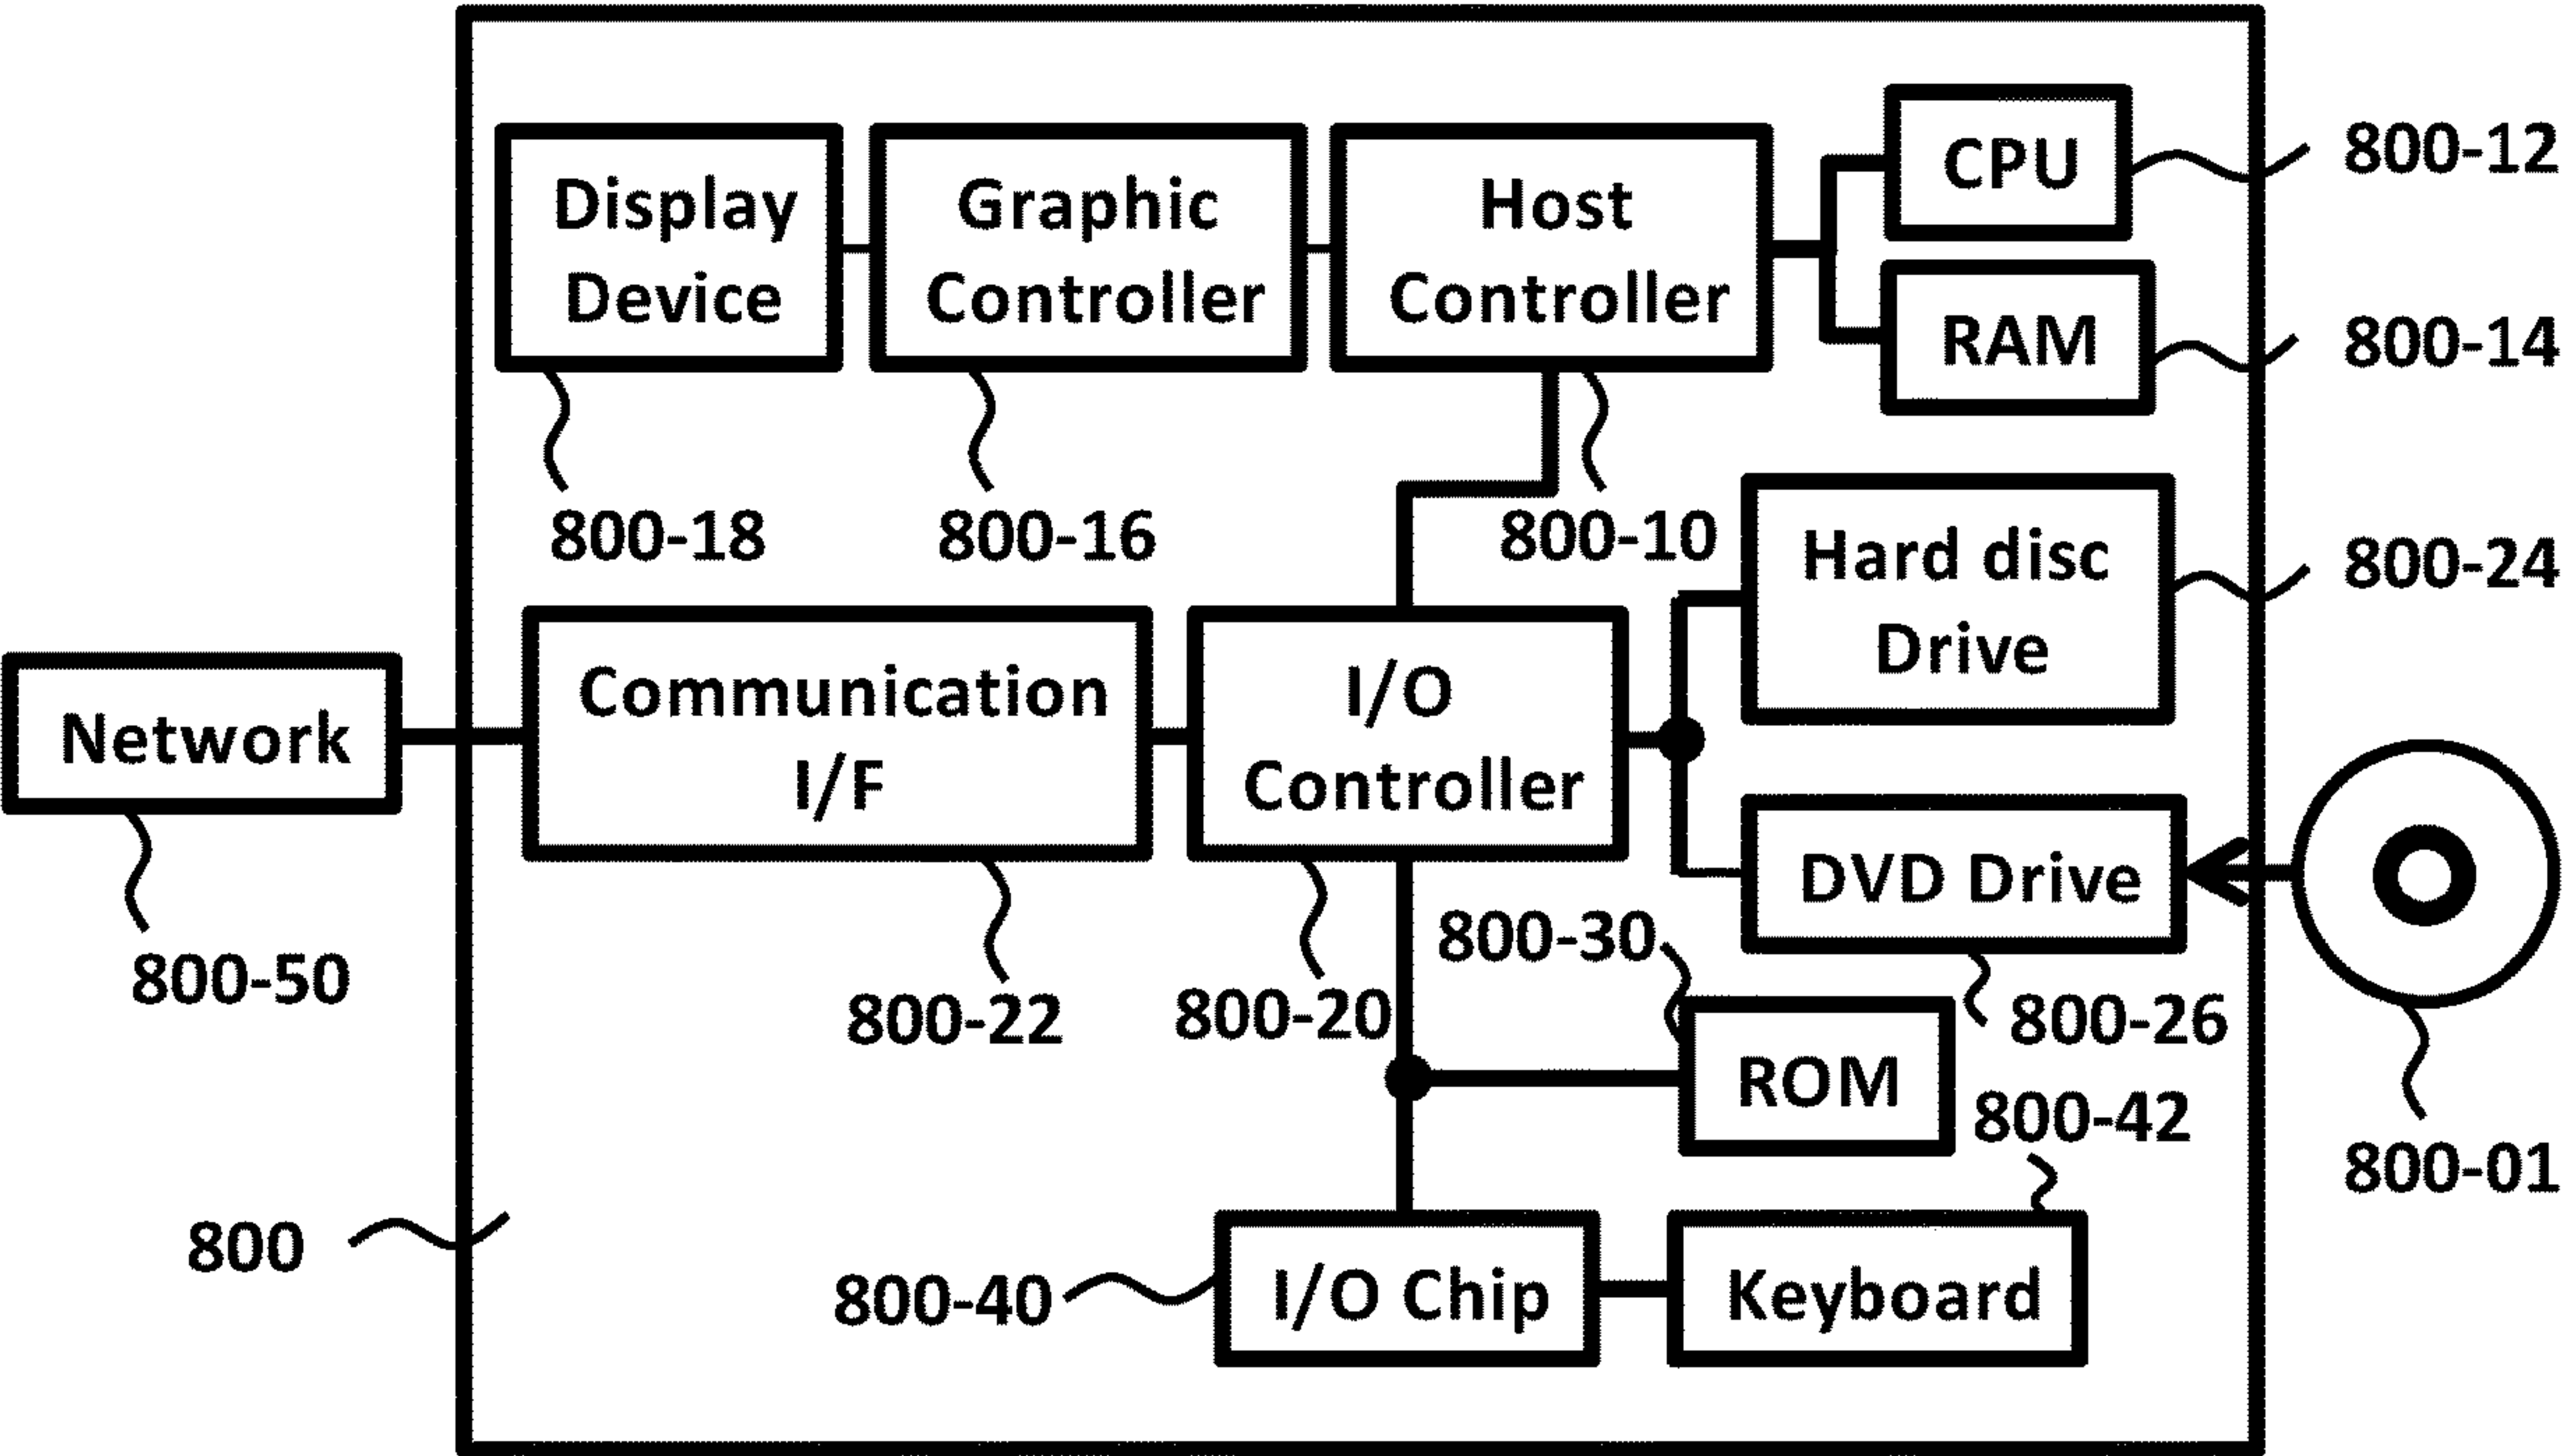 CPU
800-12
Display
Device
Graphic
Controller
Host
Controller
RAM
800-14
800-18
800-16
800-10
Hard disc
Drive
800-24
Network
Communication
I/F
I/O
Controller
DVD Drive
800-30
800-50
800-22
800-20
800-26
ROM
800-42
800-01
800
800-40
I/O Chip
Keyboard